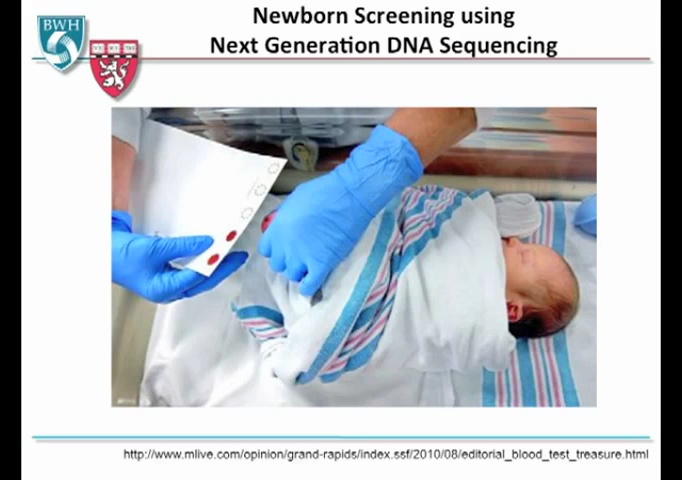 BWH
Newborn Screening using
Next Generation DNA Sequencing
http://www.mlive.com/opinion/grand-rapids/index.ssf/2010/08/editorial_blood_test_treasure.html